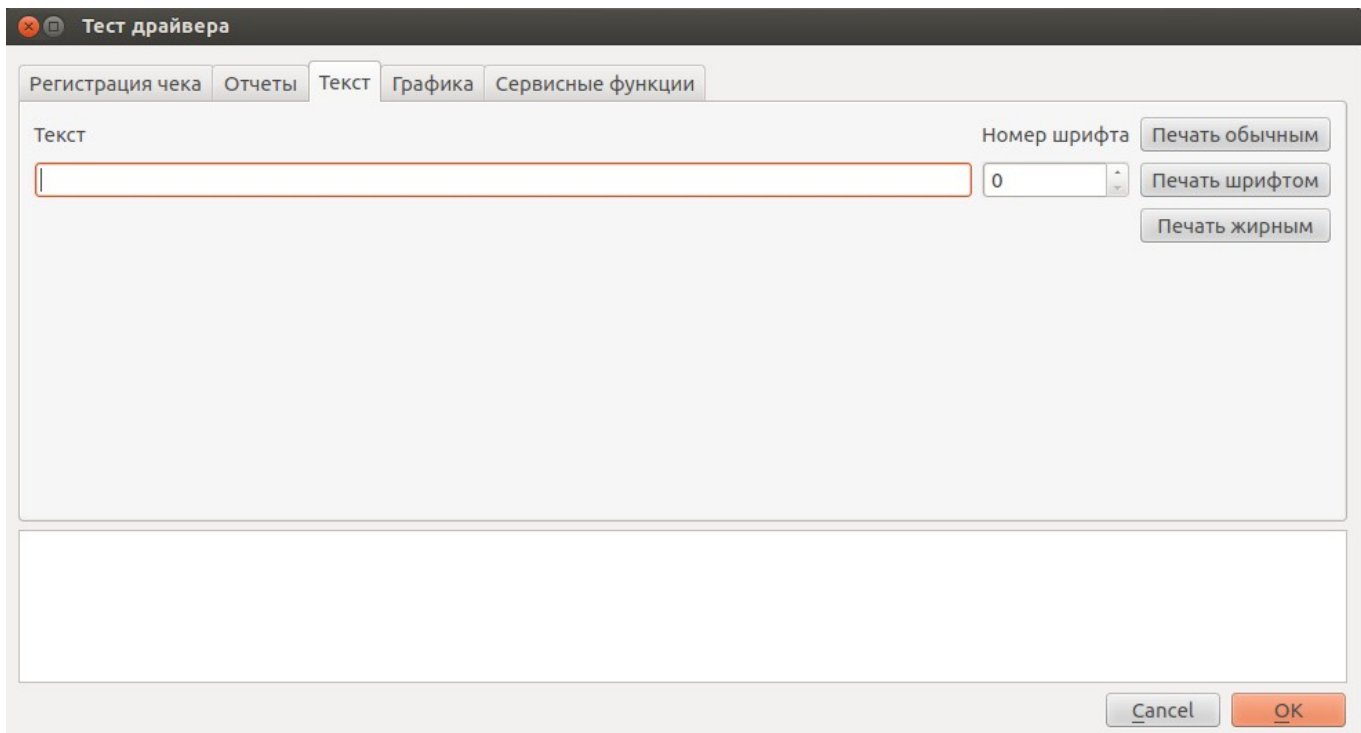 Тест драйвера
Регистрация чека Отчеты Текст Графика Сервисные функции
Текст Номер шрифта Печать обычным
0 Печать шрифтом
Печать жирным
Cancel OK